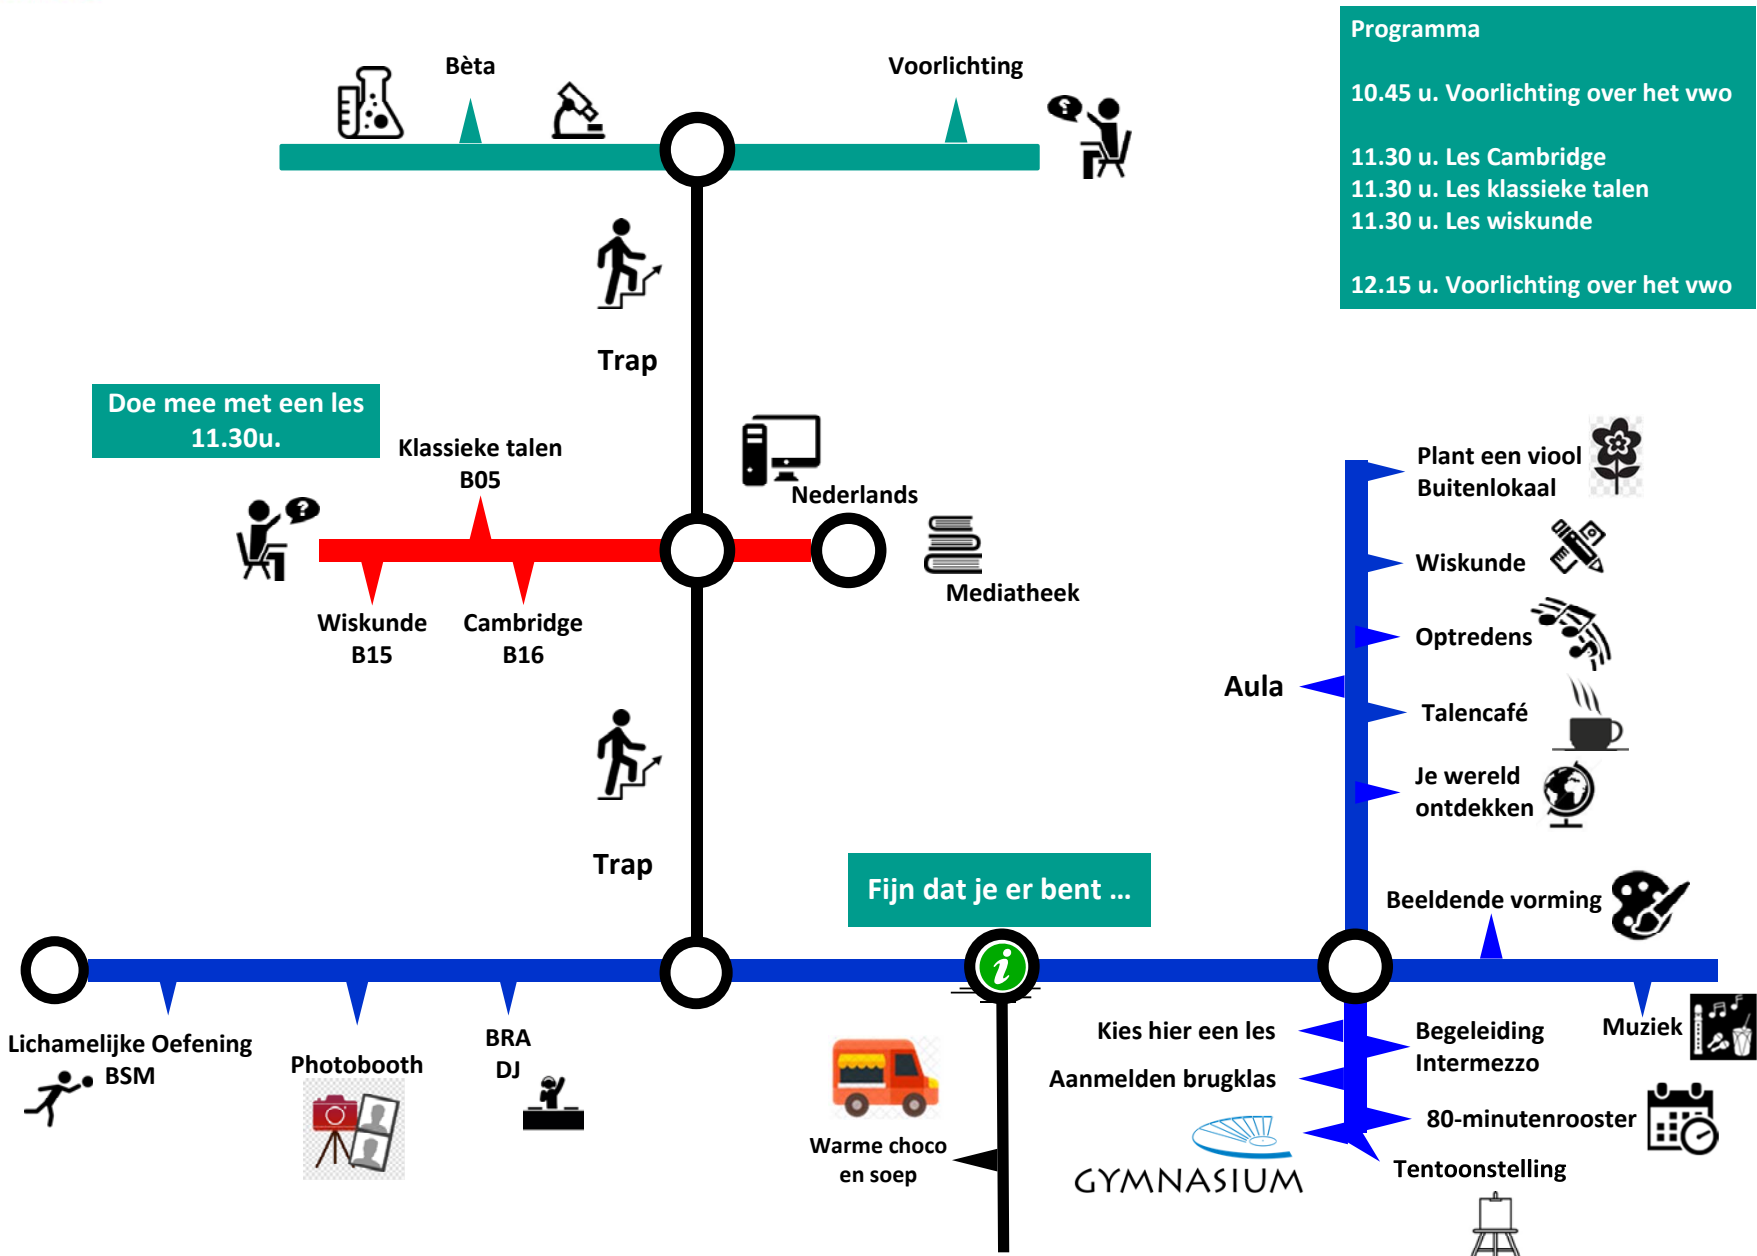 Programma
10.45 u. Voorlichting over het vwo
11.30 u. Les Cambridge
11.30 u. Les klassieke talen
11.30 u. Les wiskunde
12.15 u. Voorlichting over het vwo
Bèta
Voorlichting
?
Trap
Doe mee met een les
11.30u.
Klassieke talen
B05
?
Nederlands
Mediatheek
Wiskunde
B15
Cambridge
B16
Plant een viool
Buitenlokaal
Wiskunde
Optredens
Aula
Talencafé
Je wereld
ontdekken
Trap
Fijn dat je er bent ...
i
Beeldende vorming
Lichamelijke Oefening
BSM
Photobooth
BRA
DJ
Warme choco
en soep
Kies hier een les
Aanmelden brugklas
GYMNASIUM
Begeleiding
Intermezzo
Muziek
80-minutenrooster
Tentoonstelling